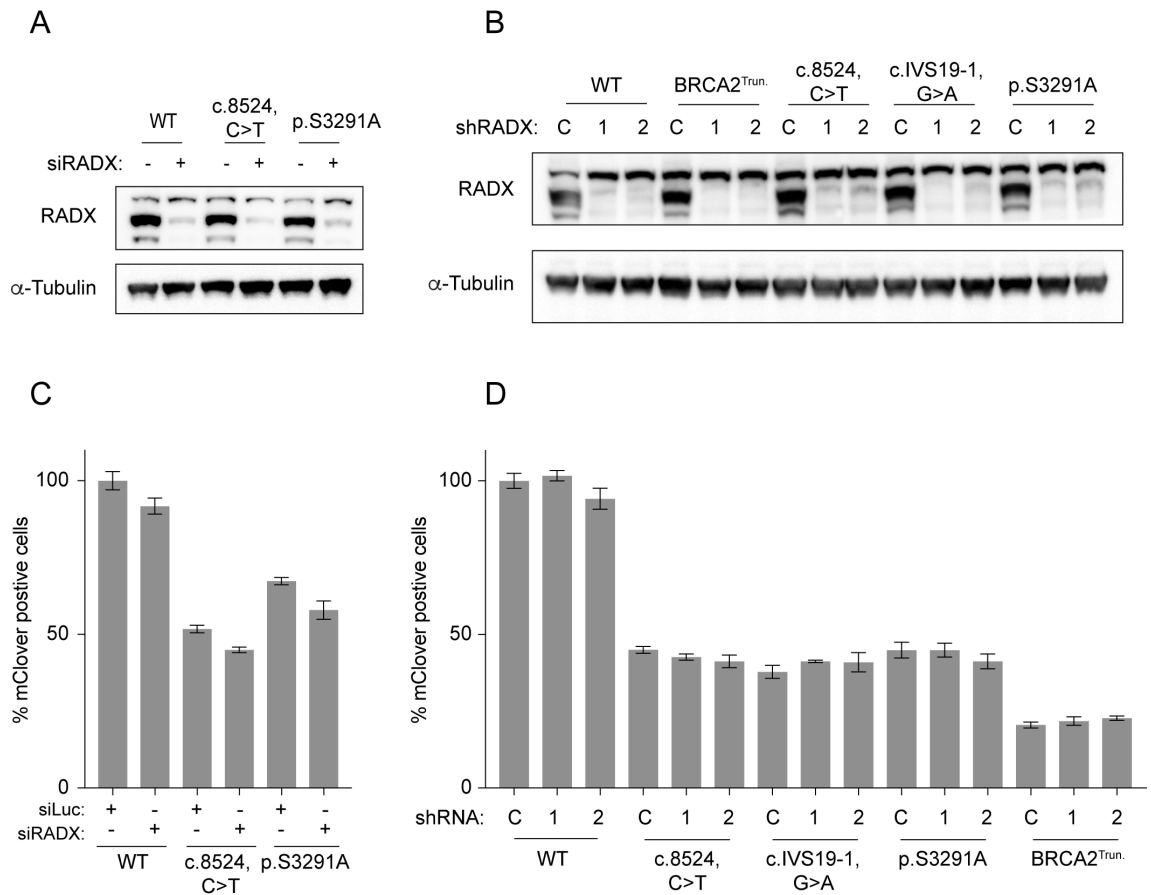 A
WT
c.8524,
C>T
p.S3291A
siRADX: - + - + - +
RADX
α-Tubulin
B
WT
BRCA2Trun.
c.8524,
C>T
c.IVS19-1,
G>A
p.S3291A
shRADX: C 1 2 C 1 2 C 1 2 C 1 2 C 1 2
RADX
α-Tubulin
C
% mClover postive cells
100
50
0
siLuc: + - + - + -
siRADX: - + - + - +
WT
c.8524,
C>T
p.S3291A
D
% mClover postive cells
100
50
0
shRNA: C 1 2 C 1 2 C 1 2 C 1 2 C 1 2
WT
c.8524,
C>T
c.IVS19-1,
G>A
p.S3291A
BRCA2Trun.